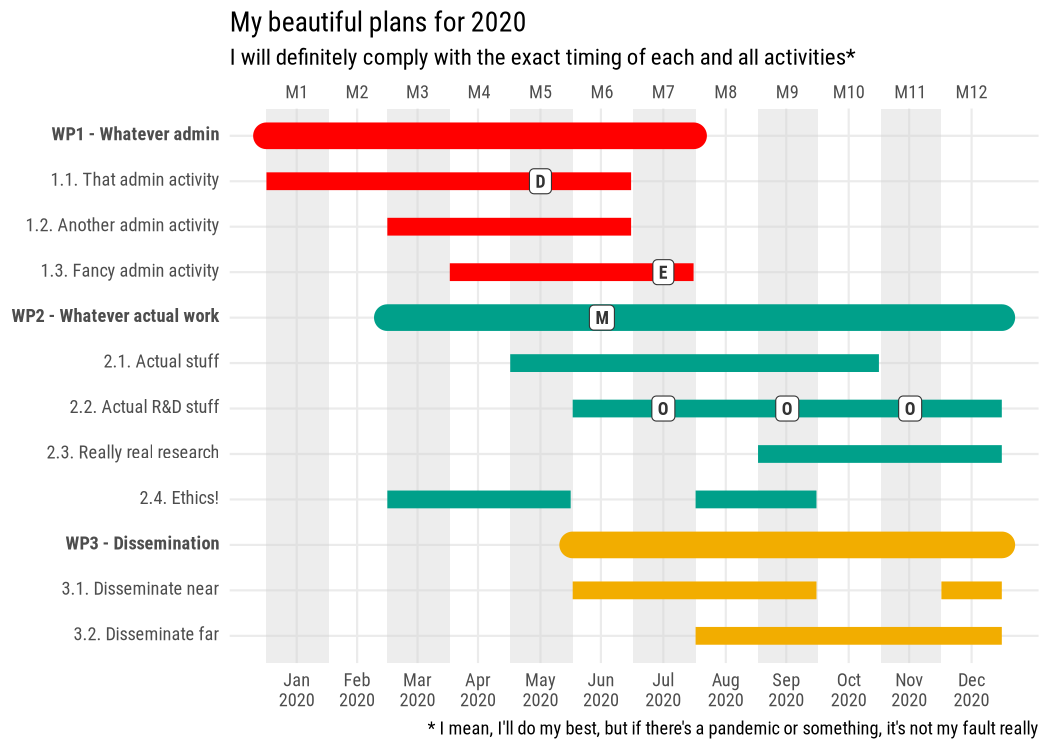 My beautiful plans for 2020
I will definitely comply with the exact timing of each and all activities*
M1 M2 M3 M4 M5 M6 M7 M8 M9 M10 M11 M12
WP1 - Whatever admin
1.1. That admin activity D
1.2. Another admin activity
1.3. Fancy admin activity E
WP2 - Whatever actual work M
2.1. Actual stuff
2.2. Actual R&D stuff O O O
2.3. Really real research
2.4. Ethics!
WP3 - Dissemination
3.1. Disseminate near
3.2. Disseminate far
Jan Feb Mar Apr May Jun Jul Aug Sep Oct Nov Dec
2020 2020 2020 2020 2020 2020 2020 2020 2020 2020 2020 2020
* I mean, I'll do my best, but if there's a pandemic or something, it's not my fault really